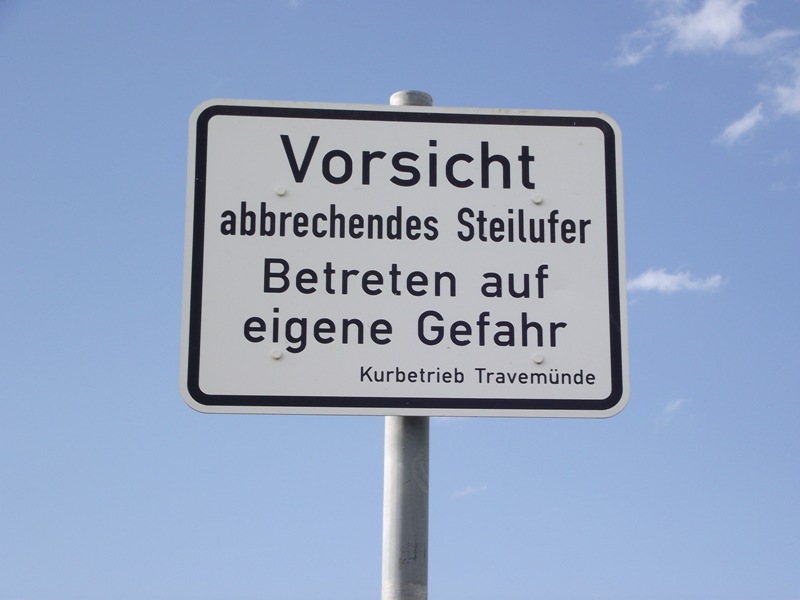 Vorsicht
abbrechendes Steilufer
Betreten auf
eigene Gefahr
Kurbetrieb Travemünde